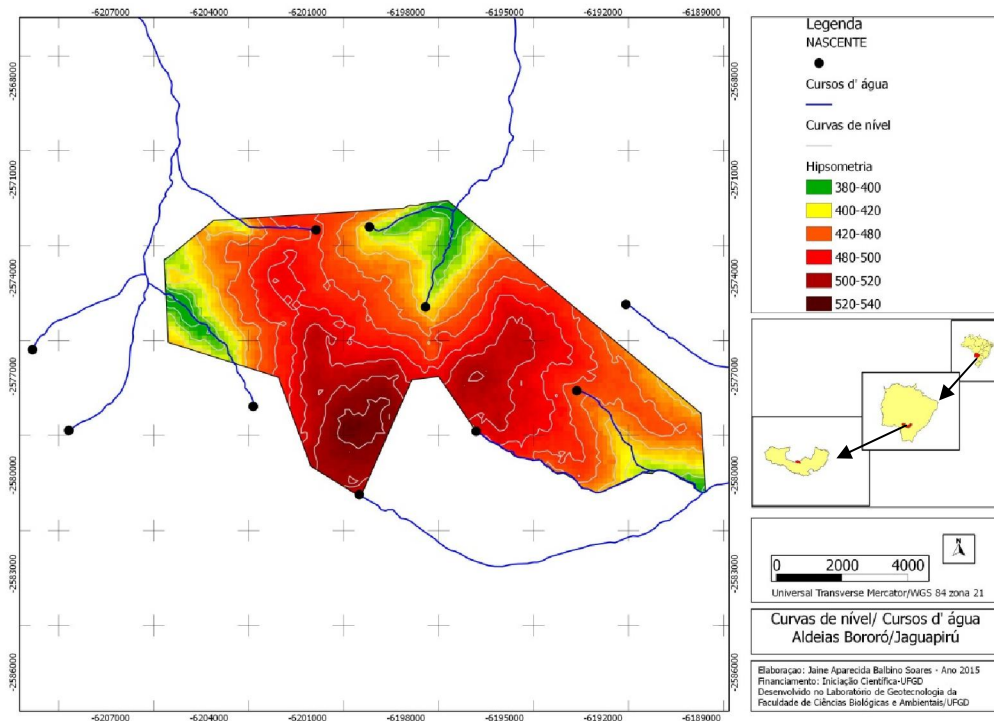 -6207000 -6204000 -6201000 -6198000 -6195000 -6192000 -6189000
-2568000 -2568000
-2571000 -2571000
-2574000 -2574000
-2577000 -2577000
-2580000 -2580000
-2583000 -2583000
-2586000 -2586000
-6207000 -6204000 -6201000 -6198000 -6195000 -6192000 -6189000
Legenda
NASCENTE
Cursos d' água
Curvas de nível
Hipsometria
380-400
400-420
420-480
480-500
500-520
520-540
N
0 2000 4000
Universal Transverse Mercator/WGS 84 zona 21
Curvas de nível/ Cursos d' água
Aldeias Bororó/Jaguapirú
Elaboraçao: Jaine Aparecida Balbino Soares - Ano 2015
Financiamento: Iniciação Científica-UFGD
Desenvolvido no Laboratório de Geotecnologia da
Faculdade de Ciências Biológicas e Ambientais/UFGD